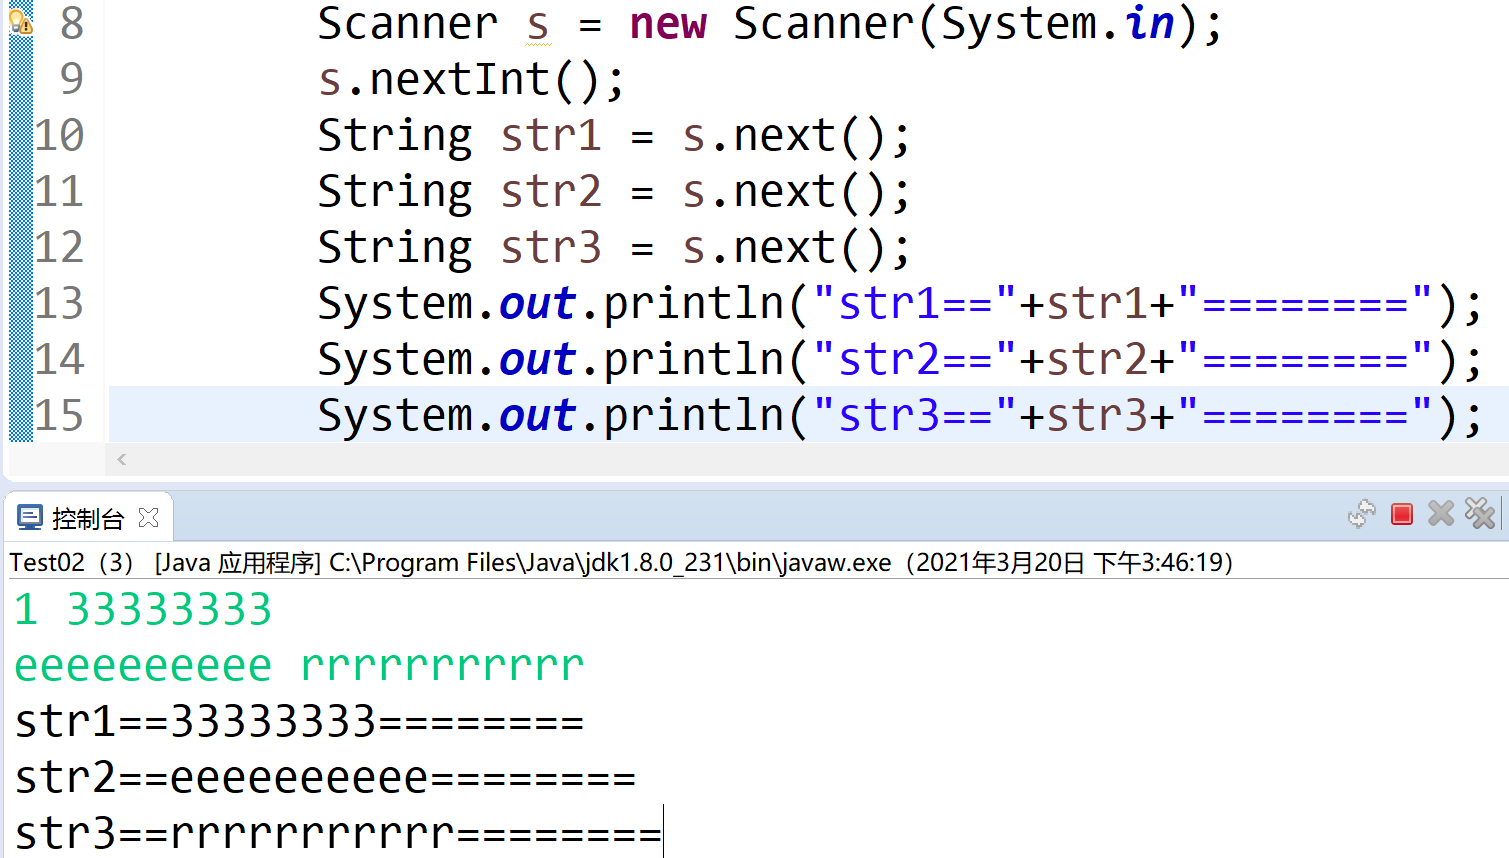 8 Scanner s = new Scanner(System.in);
9 s.nextInt();
10 String str1 = s.next();
11 String str2 = s.next();
12 String str3 = s.next();
13 System.out.println("str1=="+str1+"========");
14 System.out.println("str2=="+str2+"========");
15 System.out.println("str3=="+str3+"========");
控制台
Test02（3） [Java 应用程序] C:\Program Files\Java\jdk1.8.0_231\bin\javaw.exe（2021年3月20日 下午3:46:19）
1 33333333
eeeeeeeeee rrrrrrrrrrr
str1==33333333========
str2==eeeeeeeeee========
str3==rrrrrrrrrrr========